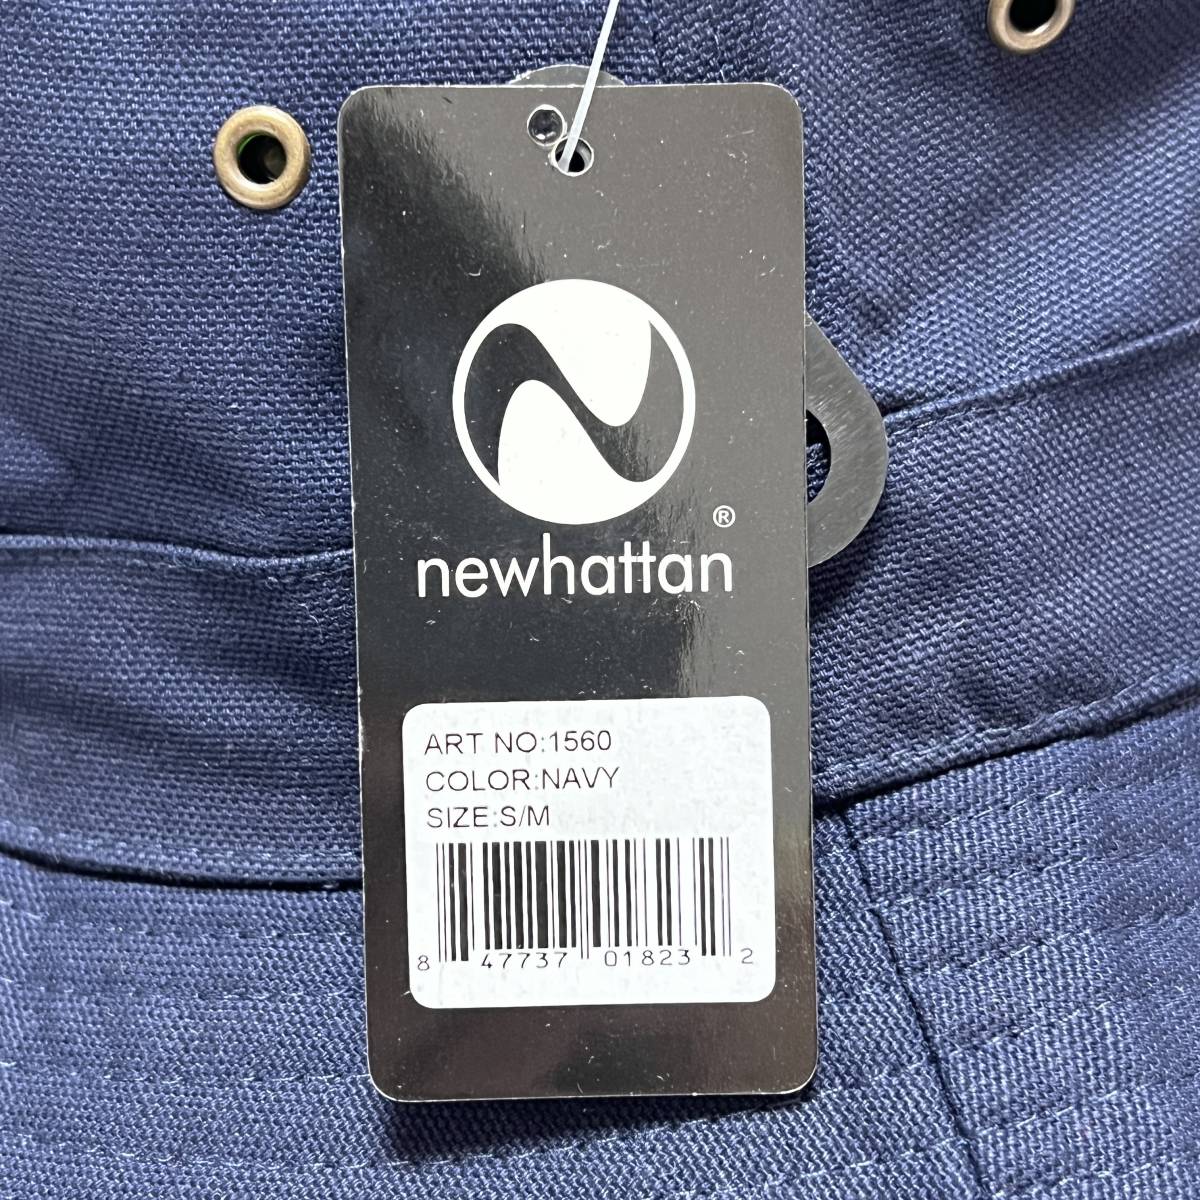 ®
newhattan
ART NO:1560
COLOR:NAVY
SIZE:S/M
8 47737 01823 2